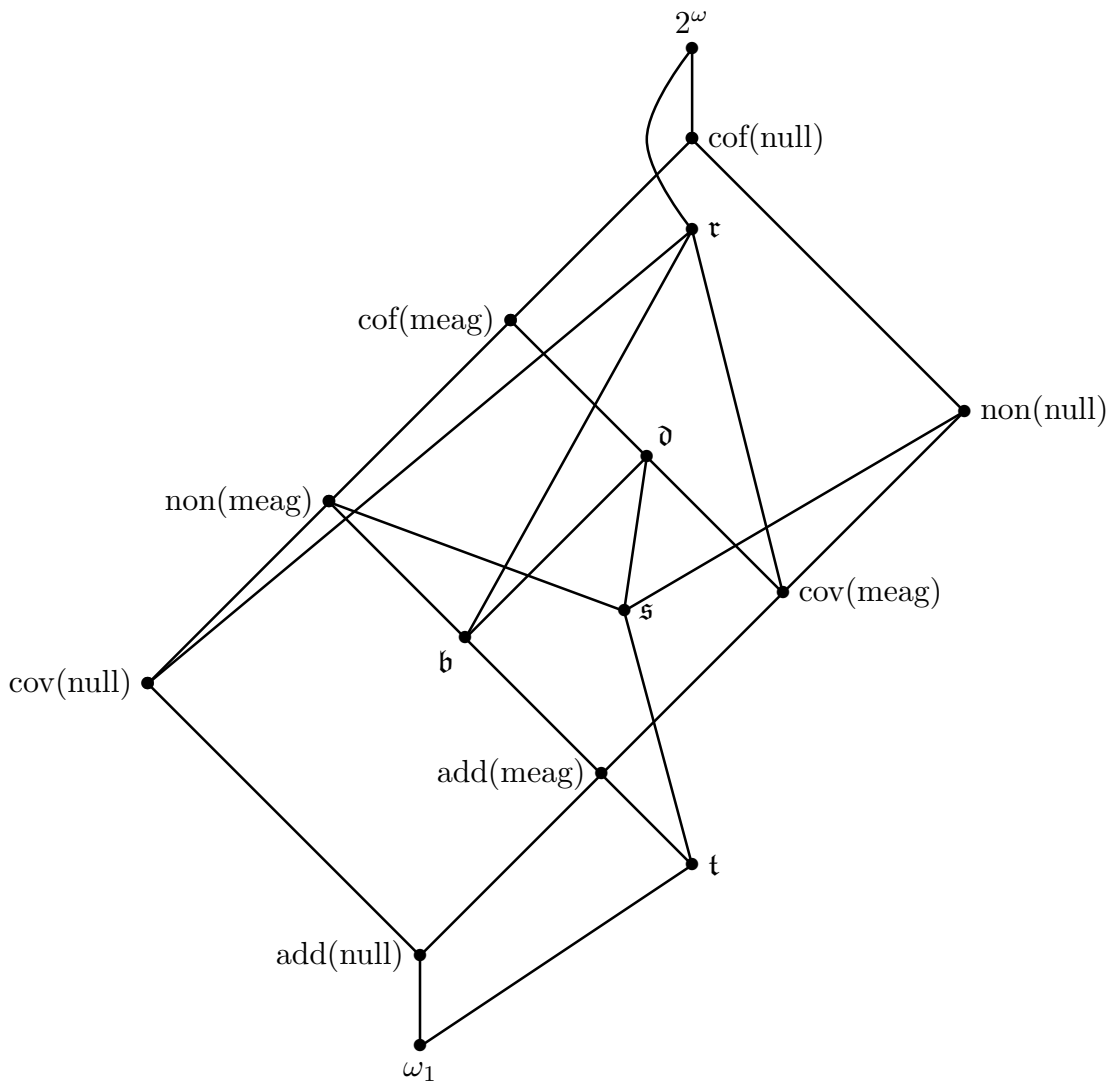 2^ω
cof(null)
𝔯
cof(meag)
non(null)
𝔡
non(meag)
cov(meag)
𝔰
𝔟
cov(null)
add(meag)
𝔱
add(null)
ω₁